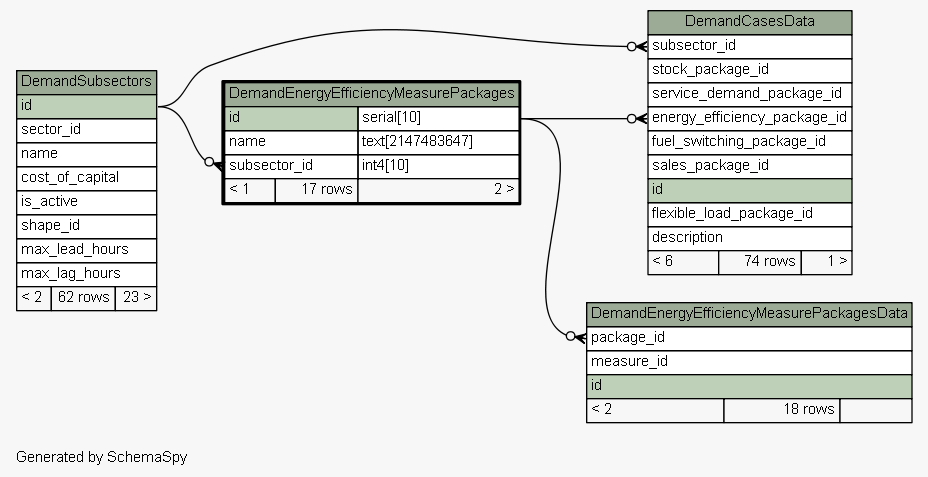 DemandSubsectors
id
sector_id
name
cost_of_capital
is_active
shape_id
max_lead_hours
max_lag_hours
< 2 62 rows 23 >
DemandEnergyEfficiencyMeasurePackages
id serial[10]
name text[2147483647]
subsector_id int4[10]
< 1 17 rows 2 >
DemandCasesData
subsector_id
stock_package_id
service_demand_package_id
energy_efficiency_package_id
fuel_switching_package_id
sales_package_id
id
flexible_load_package_id
description
< 6 74 rows 1 >
DemandEnergyEfficiencyMeasurePackagesData
package_id
measure_id
id
< 2 18 rows
Generated by SchemaSpy